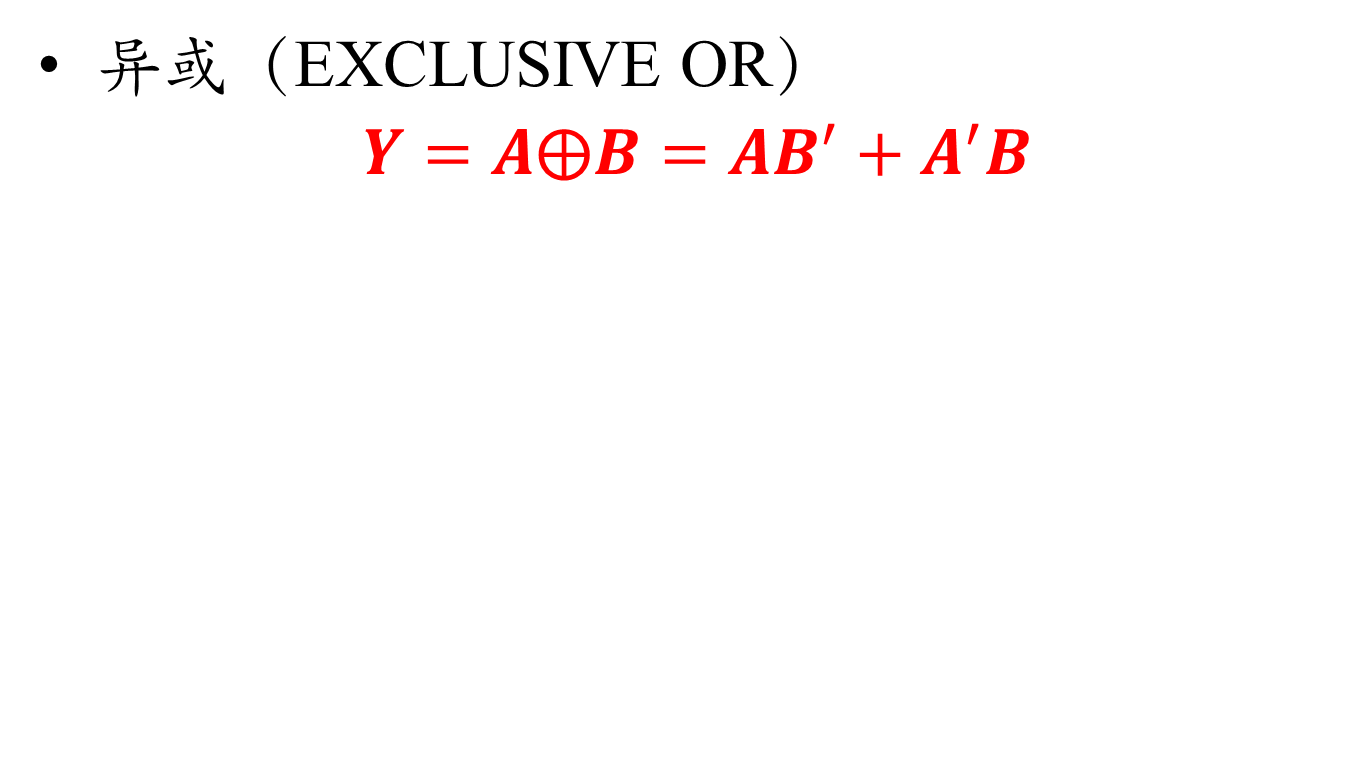 • 异或（EXCLUSIVE OR）
Y = A⊕B = AB′ + A′B